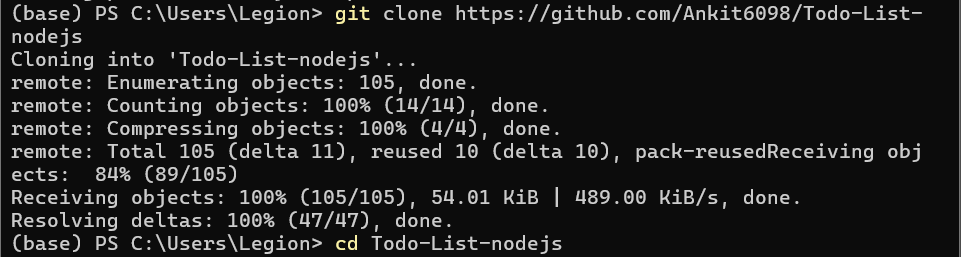 (base) PS C:\Users\Legion> git clone https://github.com/Ankit6098/Todo-List-
nodejs
Cloning into 'Todo-List-nodejs'...
remote: Enumerating objects: 105, done.
remote: Counting objects: 100% (14/14), done.
remote: Compressing objects: 100% (4/4), done.
remote: Total 105 (delta 11), reused 10 (delta 10), pack-reusedReceiving obj
ects:  84% (89/105)
Receiving objects: 100% (105/105), 54.01 KiB | 489.00 KiB/s, done.
Resolving deltas: 100% (47/47), done.
(base) PS C:\Users\Legion> cd Todo-List-nodejs